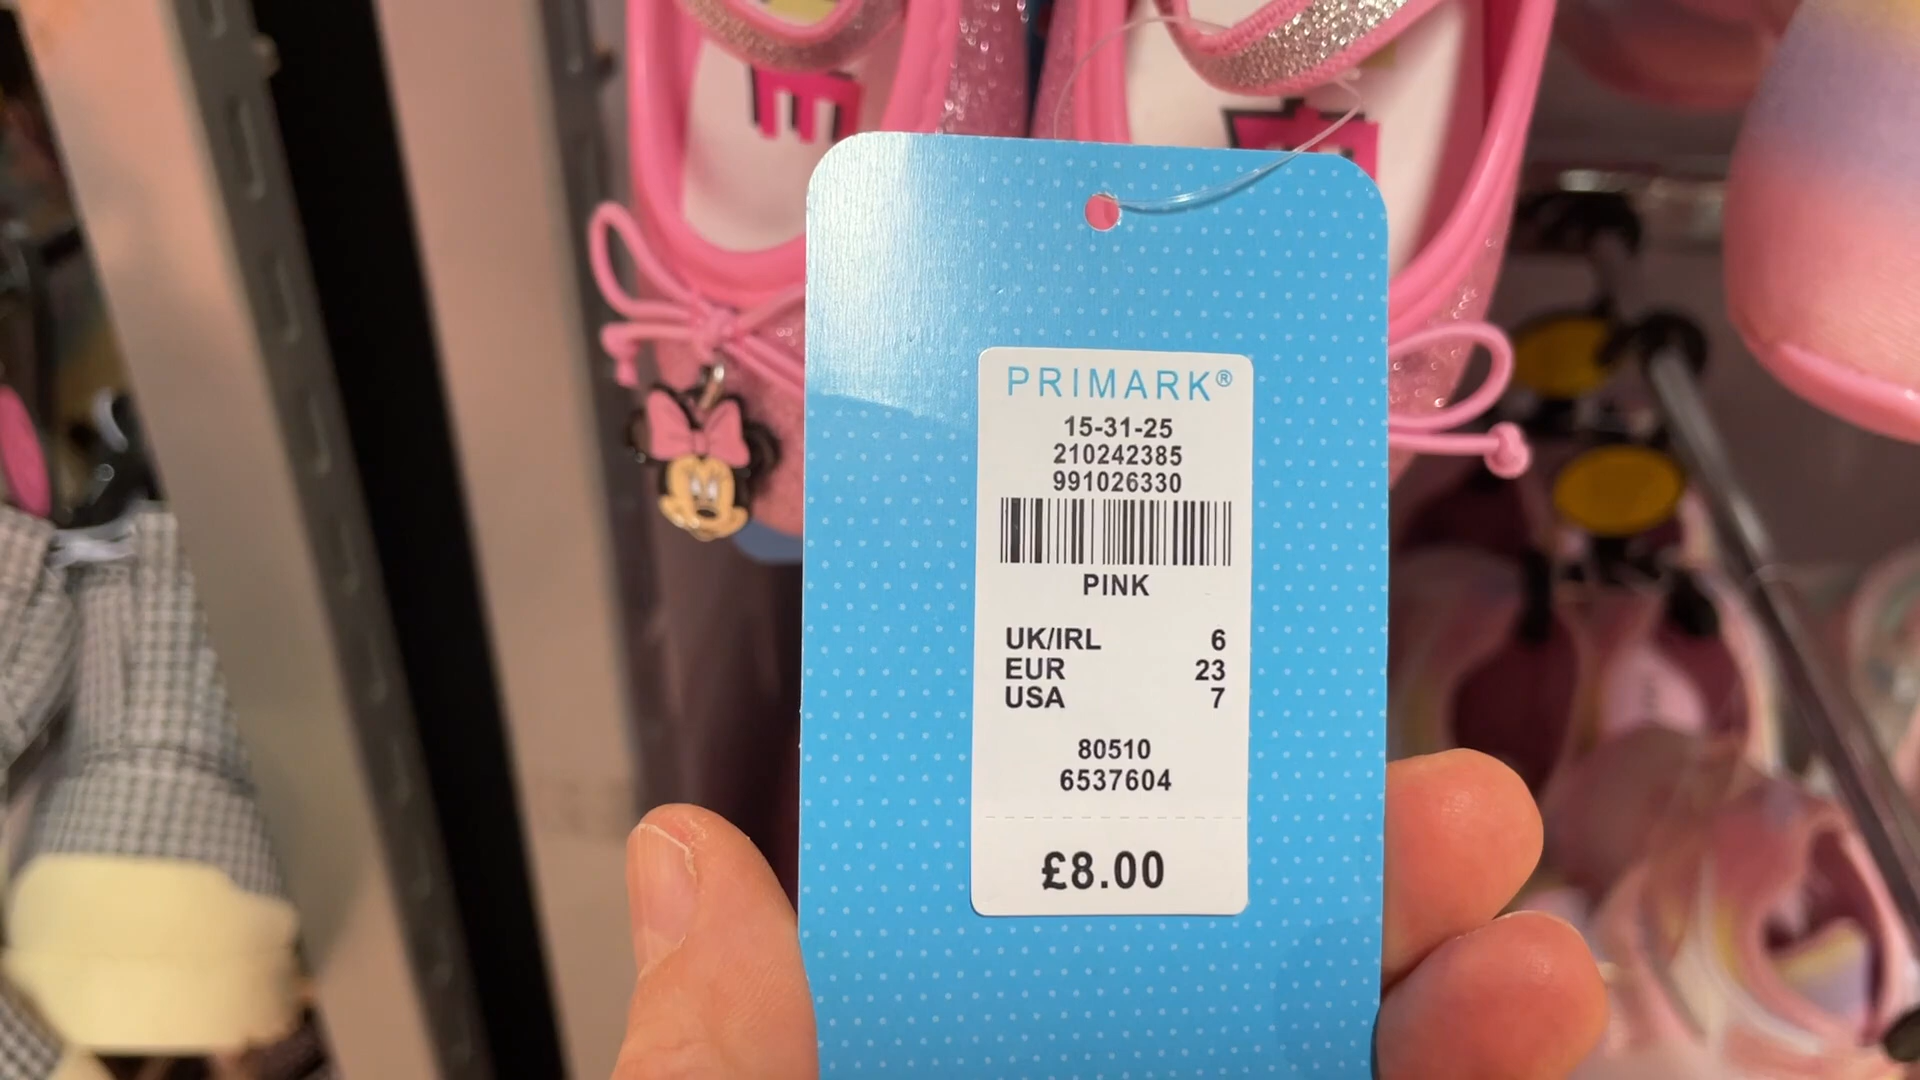 PRIMARK®
15-31-25
210242385
991026330
PINK
UK/IRL 6
EUR 23
USA 7
80510
6537604
£8.00